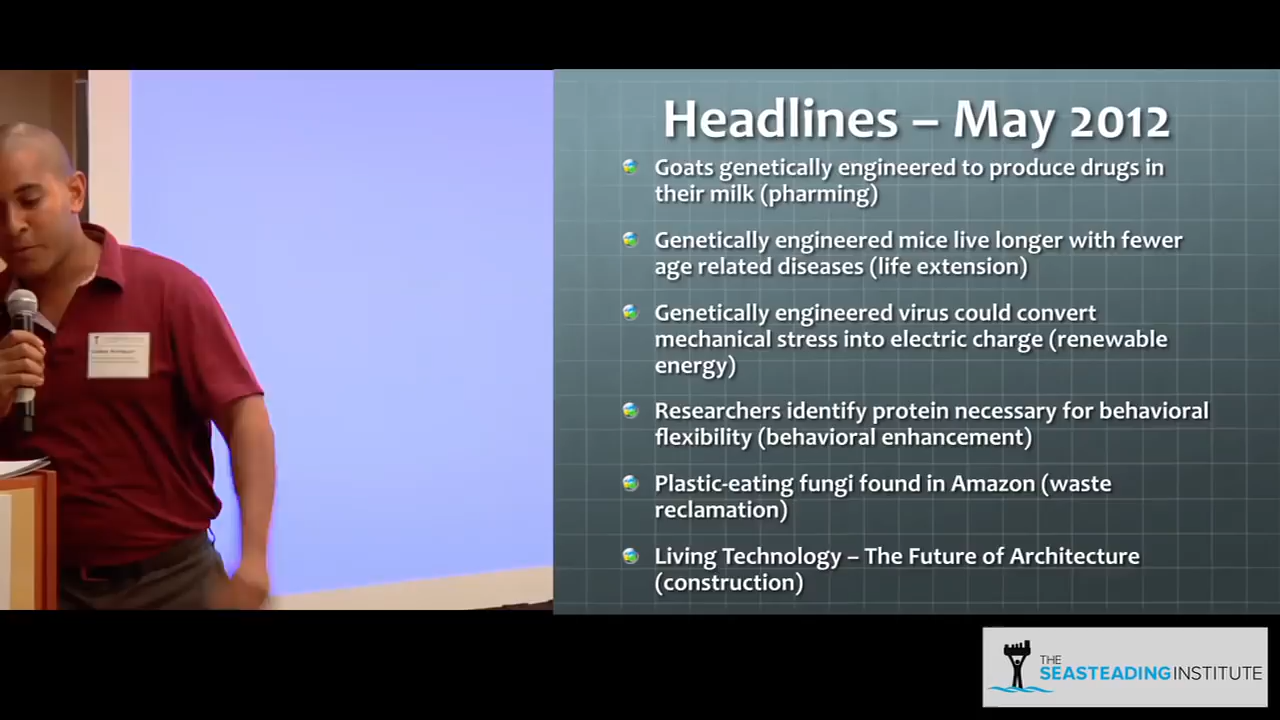 Headlines – May 2012
Goats genetically engineered to produce drugs in
their milk (pharming)
Genetically engineered mice live longer with fewer
age related diseases (life extension)
Genetically engineered virus could convert
mechanical stress into electric charge (renewable
energy)
Researchers identify protein necessary for behavioral
flexibility (behavioral enhancement)
Plastic-eating fungi found in Amazon (waste
reclamation)
Living Technology – The Future of Architecture
(construction)
THE
SEASTEADING INSTITUTE